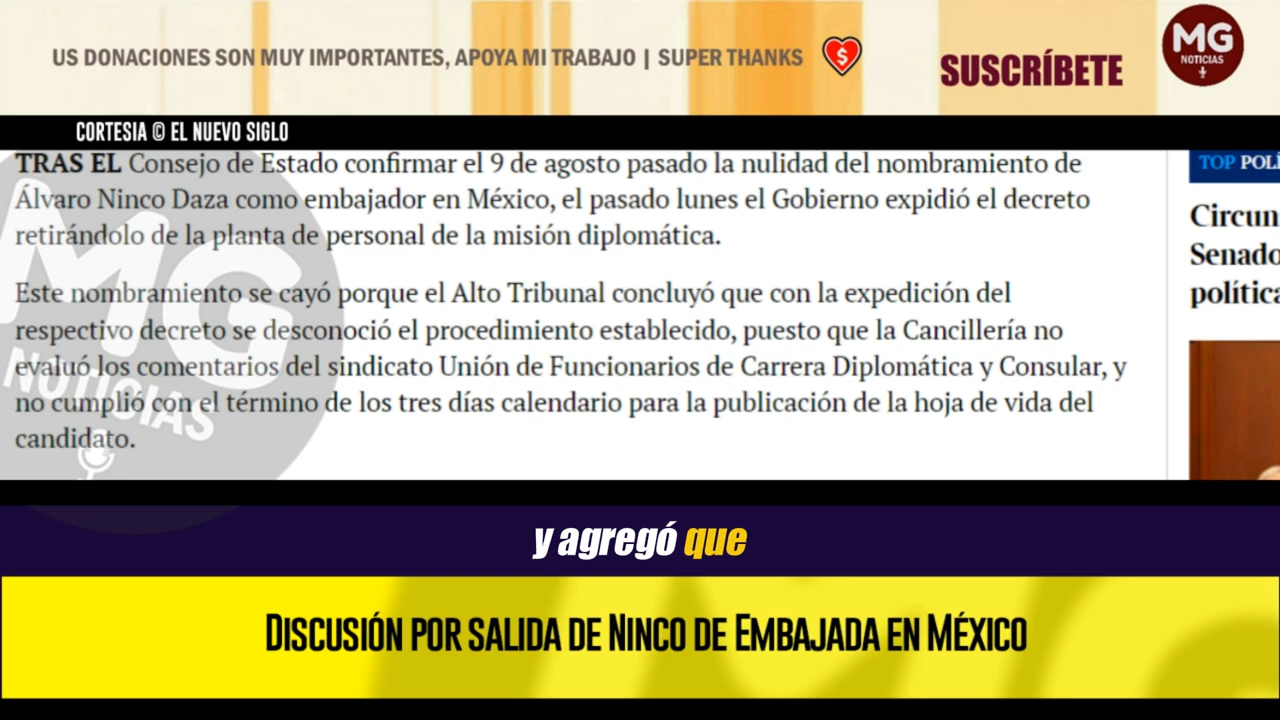 US DONACIONES SON MUY IMPORTANTES, APOYA MI TRABAJO | SUPER THANKS
$
SUSCRÍBETE
MG
NOTICIAS
CORTESIA © EL NUEVO SIGLO
TRAS EL Consejo de Estado confirmar el 9 de agosto pasado la nulidad del nombramiento de
Álvaro Ninco Daza como embajador en México, el pasado lunes el Gobierno expidió el decreto
retirándolo de la planta de personal de la misión diplomática.
Este nombramiento se cayó porque el Alto Tribunal concluyó que con la expedición del
respectivo decreto se desconoció el procedimiento establecido, puesto que la Cancillería no
evaluó los comentarios del sindicato Unión de Funcionarios de Carrera Diplomática y Consular, y
no cumplió con el término de los tres días calendario para la publicación de la hoja de vida del
candidato.
MG
NOTICIAS
TOP POLÍ
Circun
Senado
política
y agregó que
DISCUSIÓN POR SALIDA DE NINCO DE EMBAJADA EN MÉXICO